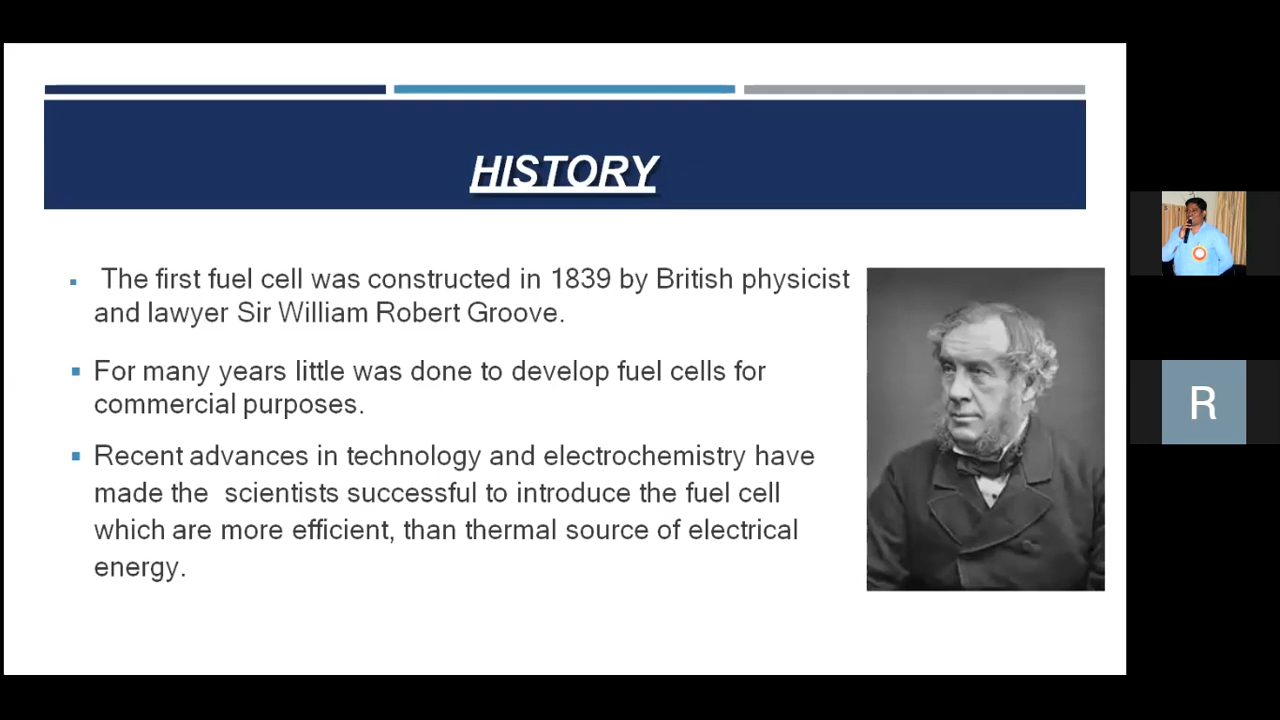 HISTORY
The first fuel cell was constructed in 1839 by British physicist
and lawyer Sir William Robert Groove.
For many years little was done to develop fuel cells for
commercial purposes.
Recent advances in technology and electrochemistry have
made the  scientists successful to introduce the fuel cell
which are more efficient, than thermal source of electrical
energy.
R